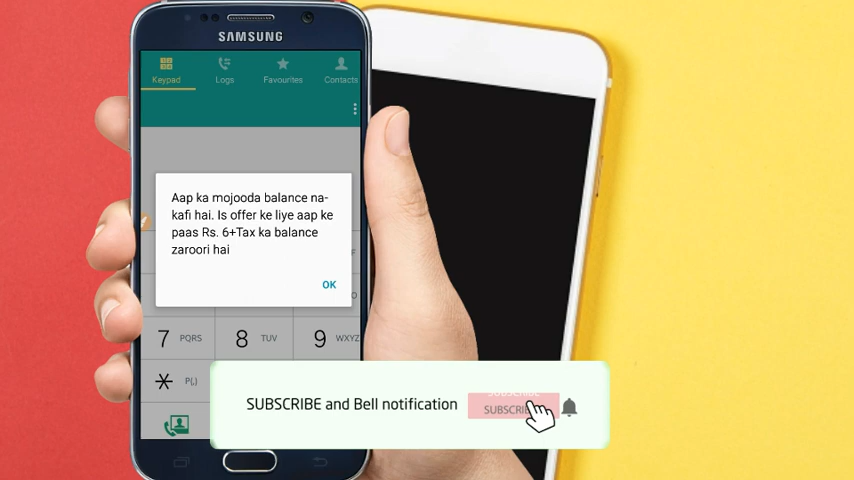 SAMSUNG
Keypad Logs Favourites Contacts
Aap ka mojooda balance na-
kafi hai. Is offer ke liye aap ke
paas Rs. 6+Tax ka balance
zaroori hai
OK
7 PQRS 8 TUV 9 WXYZ
* P(,)
SUBSCRIBE and Bell notification
SUBSCRIBE